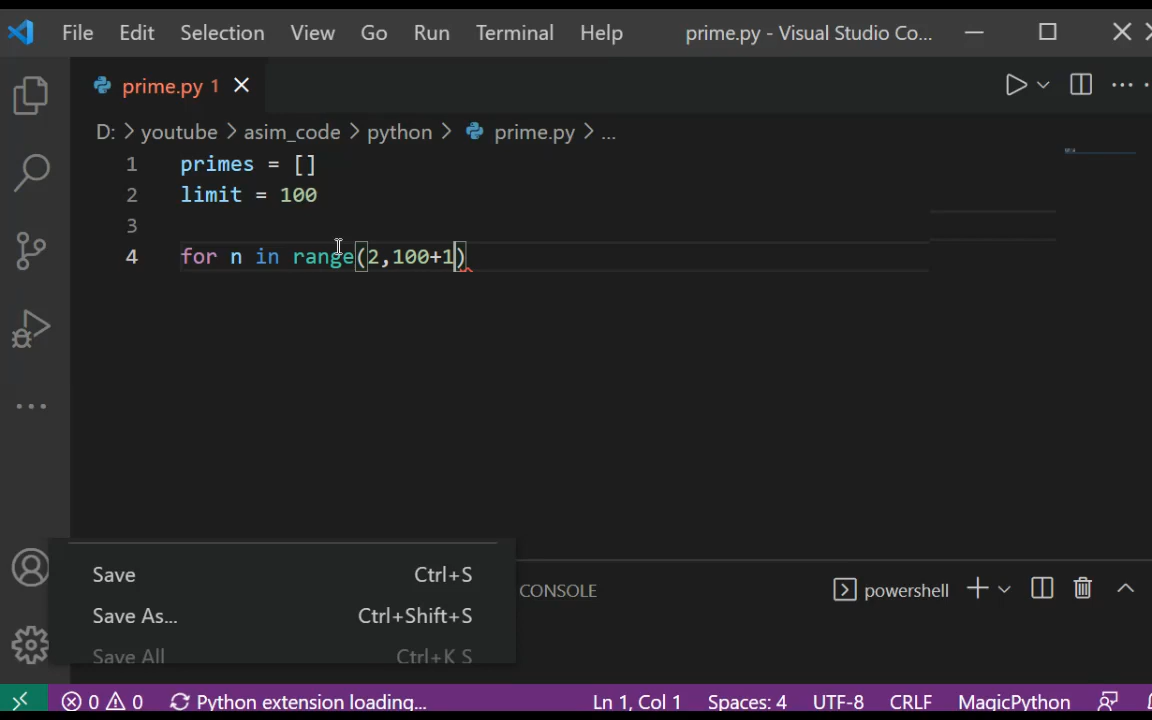 File Edit Selection View Go Run Terminal Help prime.py - Visual Studio Co...
prime.py 1
D: > youtube > asim_code > python > prime.py > ...
1 primes = []
2 limit = 100
3
4 for n in range(2,100+1)
Save Ctrl+S
Save As... Ctrl+Shift+S
Save All Ctrl+K S
CONSOLE powershell
0 0 Python extension loading... Ln 1, Col 1 Spaces: 4 UTF-8 CRLF MagicPython